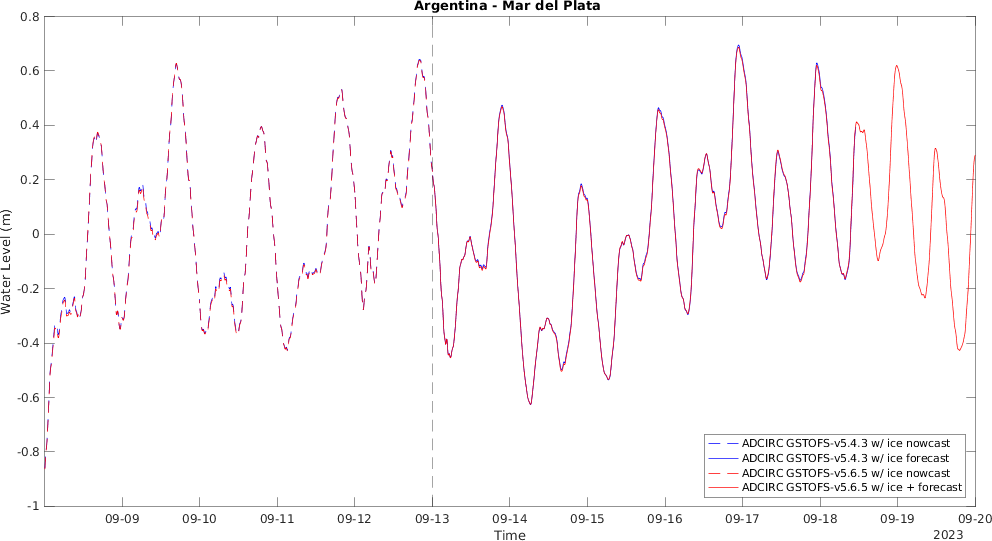 Argentina - Mar del Plata
0.8
0.6
0.4
0.2
0
-0.2
-0.4
-0.6
-0.8
-1
Water Level (m)
09-09 09-10 09-11 09-12 09-13 09-14 09-15 09-16 09-17 09-18 09-19 09-20
Time
2023
ADCIRC GSTOFS-v5.4.3 w/ ice nowcast
ADCIRC GSTOFS-v5.4.3 w/ ice forecast
ADCIRC GSTOFS-v5.6.5 w/ ice nowcast
ADCIRC GSTOFS-v5.6.5 w/ ice + forecast